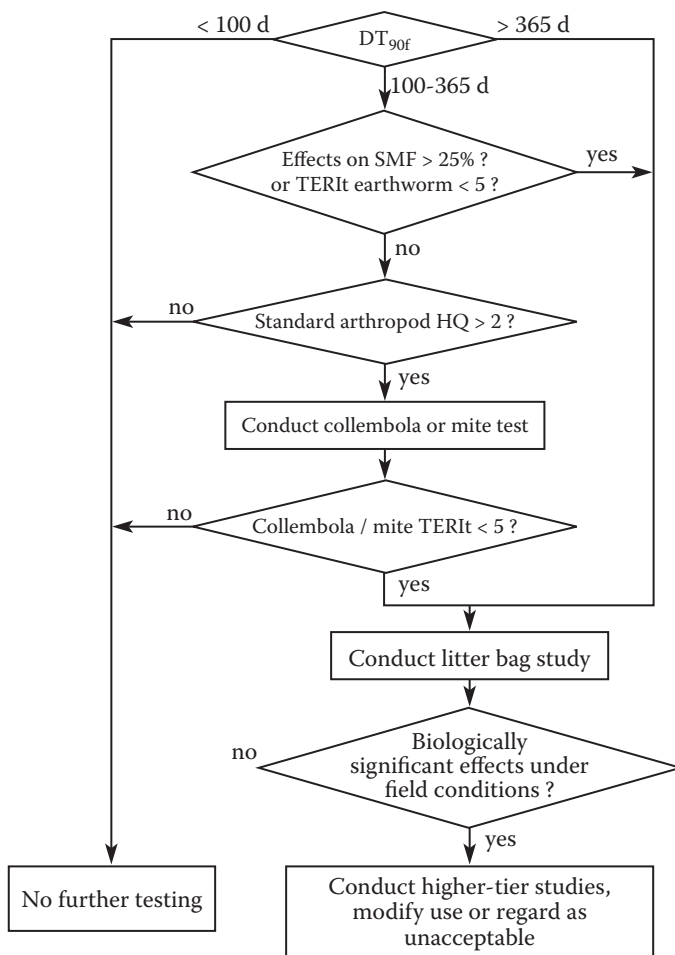 < 100 d
DT90f
> 365 d
100-365 d
Effects on SMF > 25% ?
or TERIt earthworm < 5 ?
yes
no
no
Standard arthropod HQ > 2 ?
yes
Conduct collembola or mite test
no
Collembola / mite TERIt < 5 ?
yes
Conduct litter bag study
no
Biologically
significant effects under
field conditions ?
yes
No further testing
Conduct higher-tier studies,
modify use or regard as
unacceptable